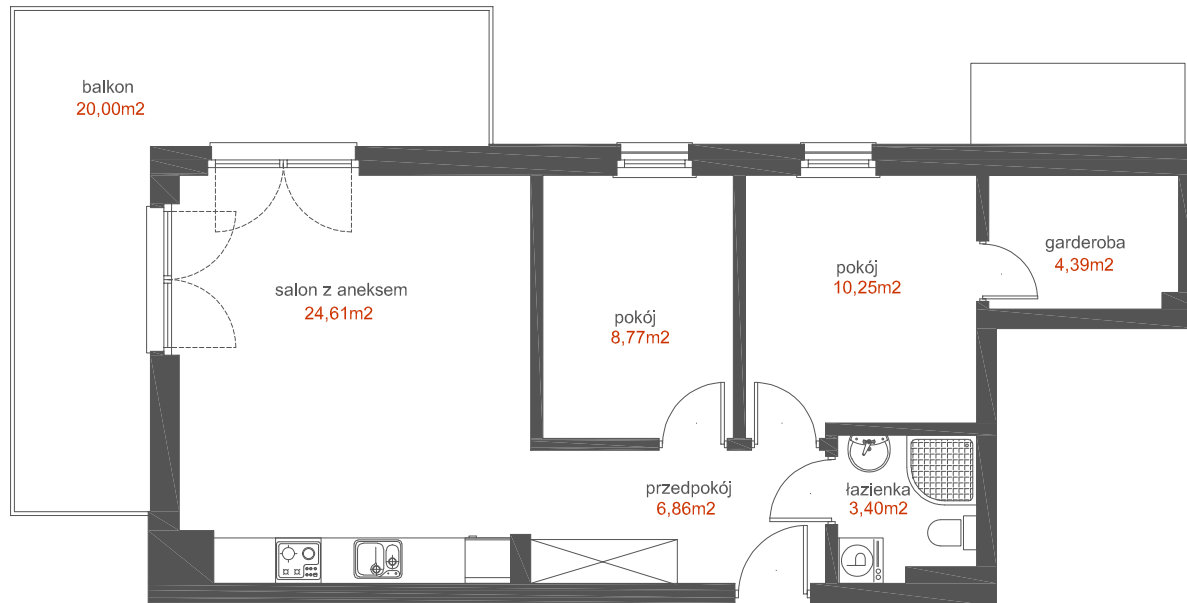 balkon
20,00m2
salon z aneksem
24,61m2
pokój
8,77m2
pokój
10,25m2
garderoba
4,39m2
przedpokój
6,86m2
łazienka
3,40m2